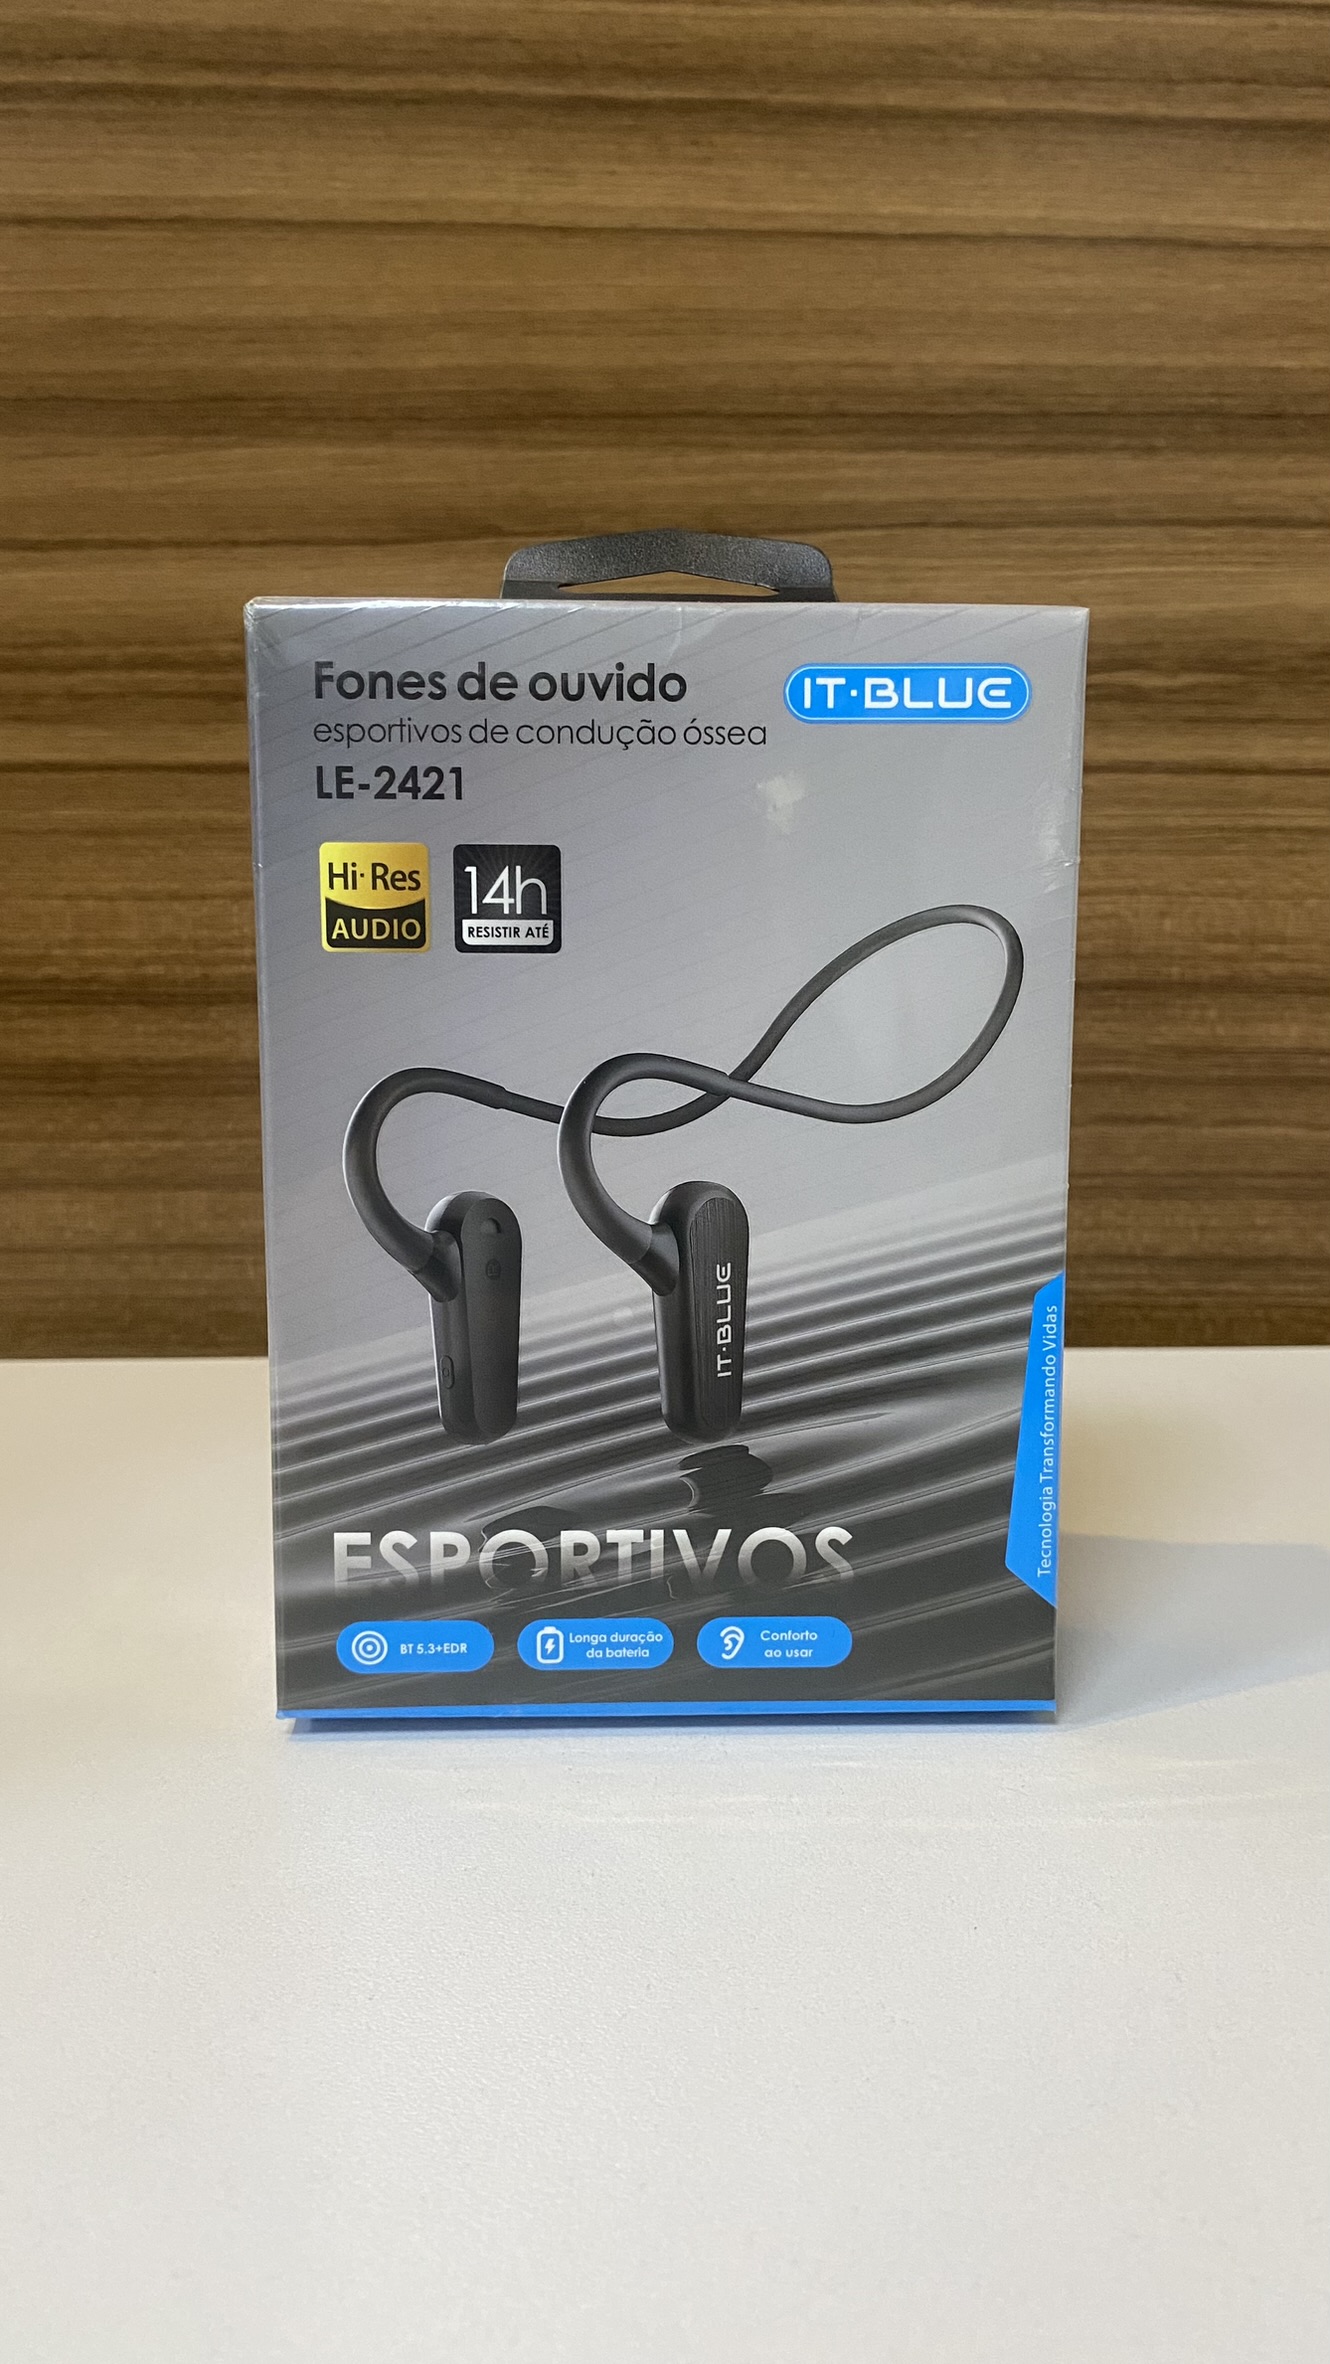 Fones de ouvido
esportivos de condução óssea
LE-2421
IT·BLUE
Hi·Res
AUDIO
14h
RESISTIR ATÉ
IT·BLUE
Tecnologia Transformando Vidas
ESPORTIVOS
BT 5.3+EDR
Longa duração
da bateria
Conforto
ao usar